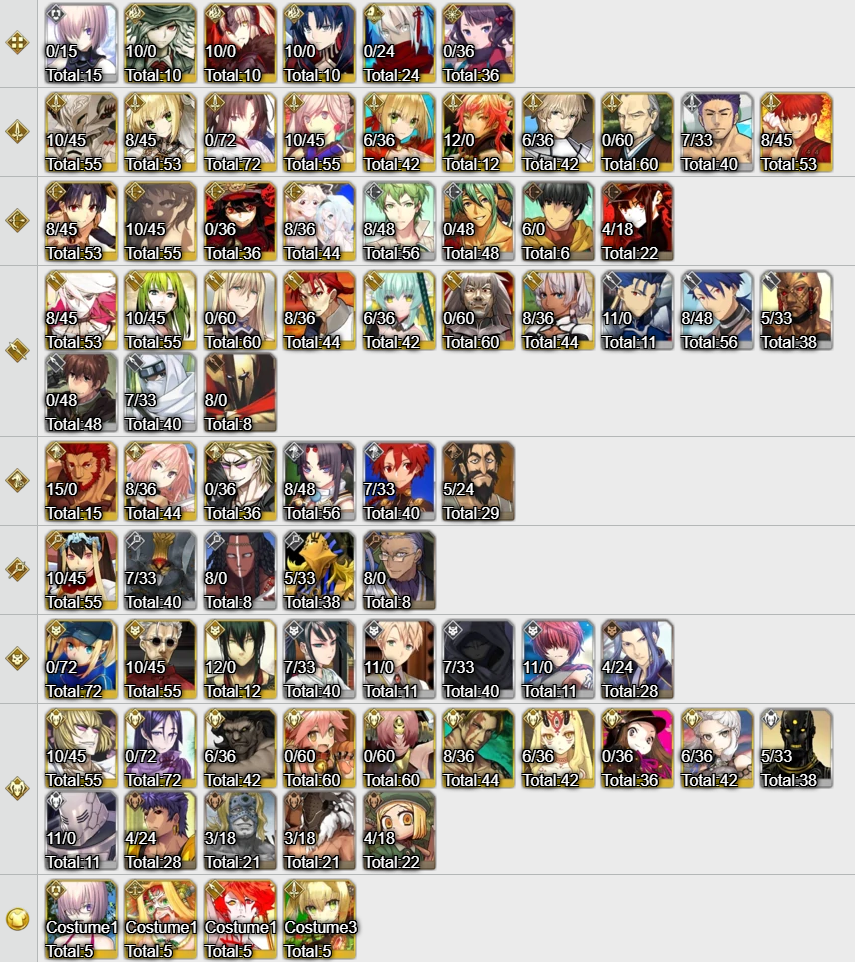 0/15 10/0 10/0 10/0 0/24 0/36
Total:15 Total:10 Total:10 Total:10 Total:24 Total:36
10/45 8/45 0/72 10/45 6/36 12/0 6/36 0/60 7/33 8/45
Total:55 Total:53 Total:72 Total:55 Total:42 Total:12 Total:42 Total:60 Total:40 Total:53
8/45 10/45 0/36 8/36 8/48 0/48 6/0 4/18
Total:53 Total:55 Total:36 Total:44 Total:56 Total:48 Total:6 Total:22
8/45 10/45 0/60 8/36 6/36 0/60 8/36 11/0 8/48 5/33
Total:53 Total:55 Total:60 Total:44 Total:42 Total:60 Total:44 Total:11 Total:56 Total:38
0/48 7/33 8/0
Total:48 Total:40 Total:8
15/0 8/36 0/36 8/48 7/33 5/24
Total:15 Total:44 Total:36 Total:56 Total:40 Total:29
10/45 7/33 8/0 5/33 8/0
Total:55 Total:40 Total:8 Total:38 Total:8
0/72 10/45 12/0 7/33 11/0 7/33 11/0 4/24
Total:72 Total:55 Total:12 Total:40 Total:11 Total:40 Total:11 Total:28
10/45 0/72 6/36 0/60 0/60 8/36 6/36 0/36 6/36 5/33
Total:55 Total:72 Total:42 Total:60 Total:60 Total:44 Total:42 Total:36 Total:42 Total:38
11/0 4/24 3/18 3/18 4/18
Total:11 Total:28 Total:21 Total:21 Total:22
Costume1 Costume1 Costume1 Costume3
Total:5 Total:5 Total:5 Total:5